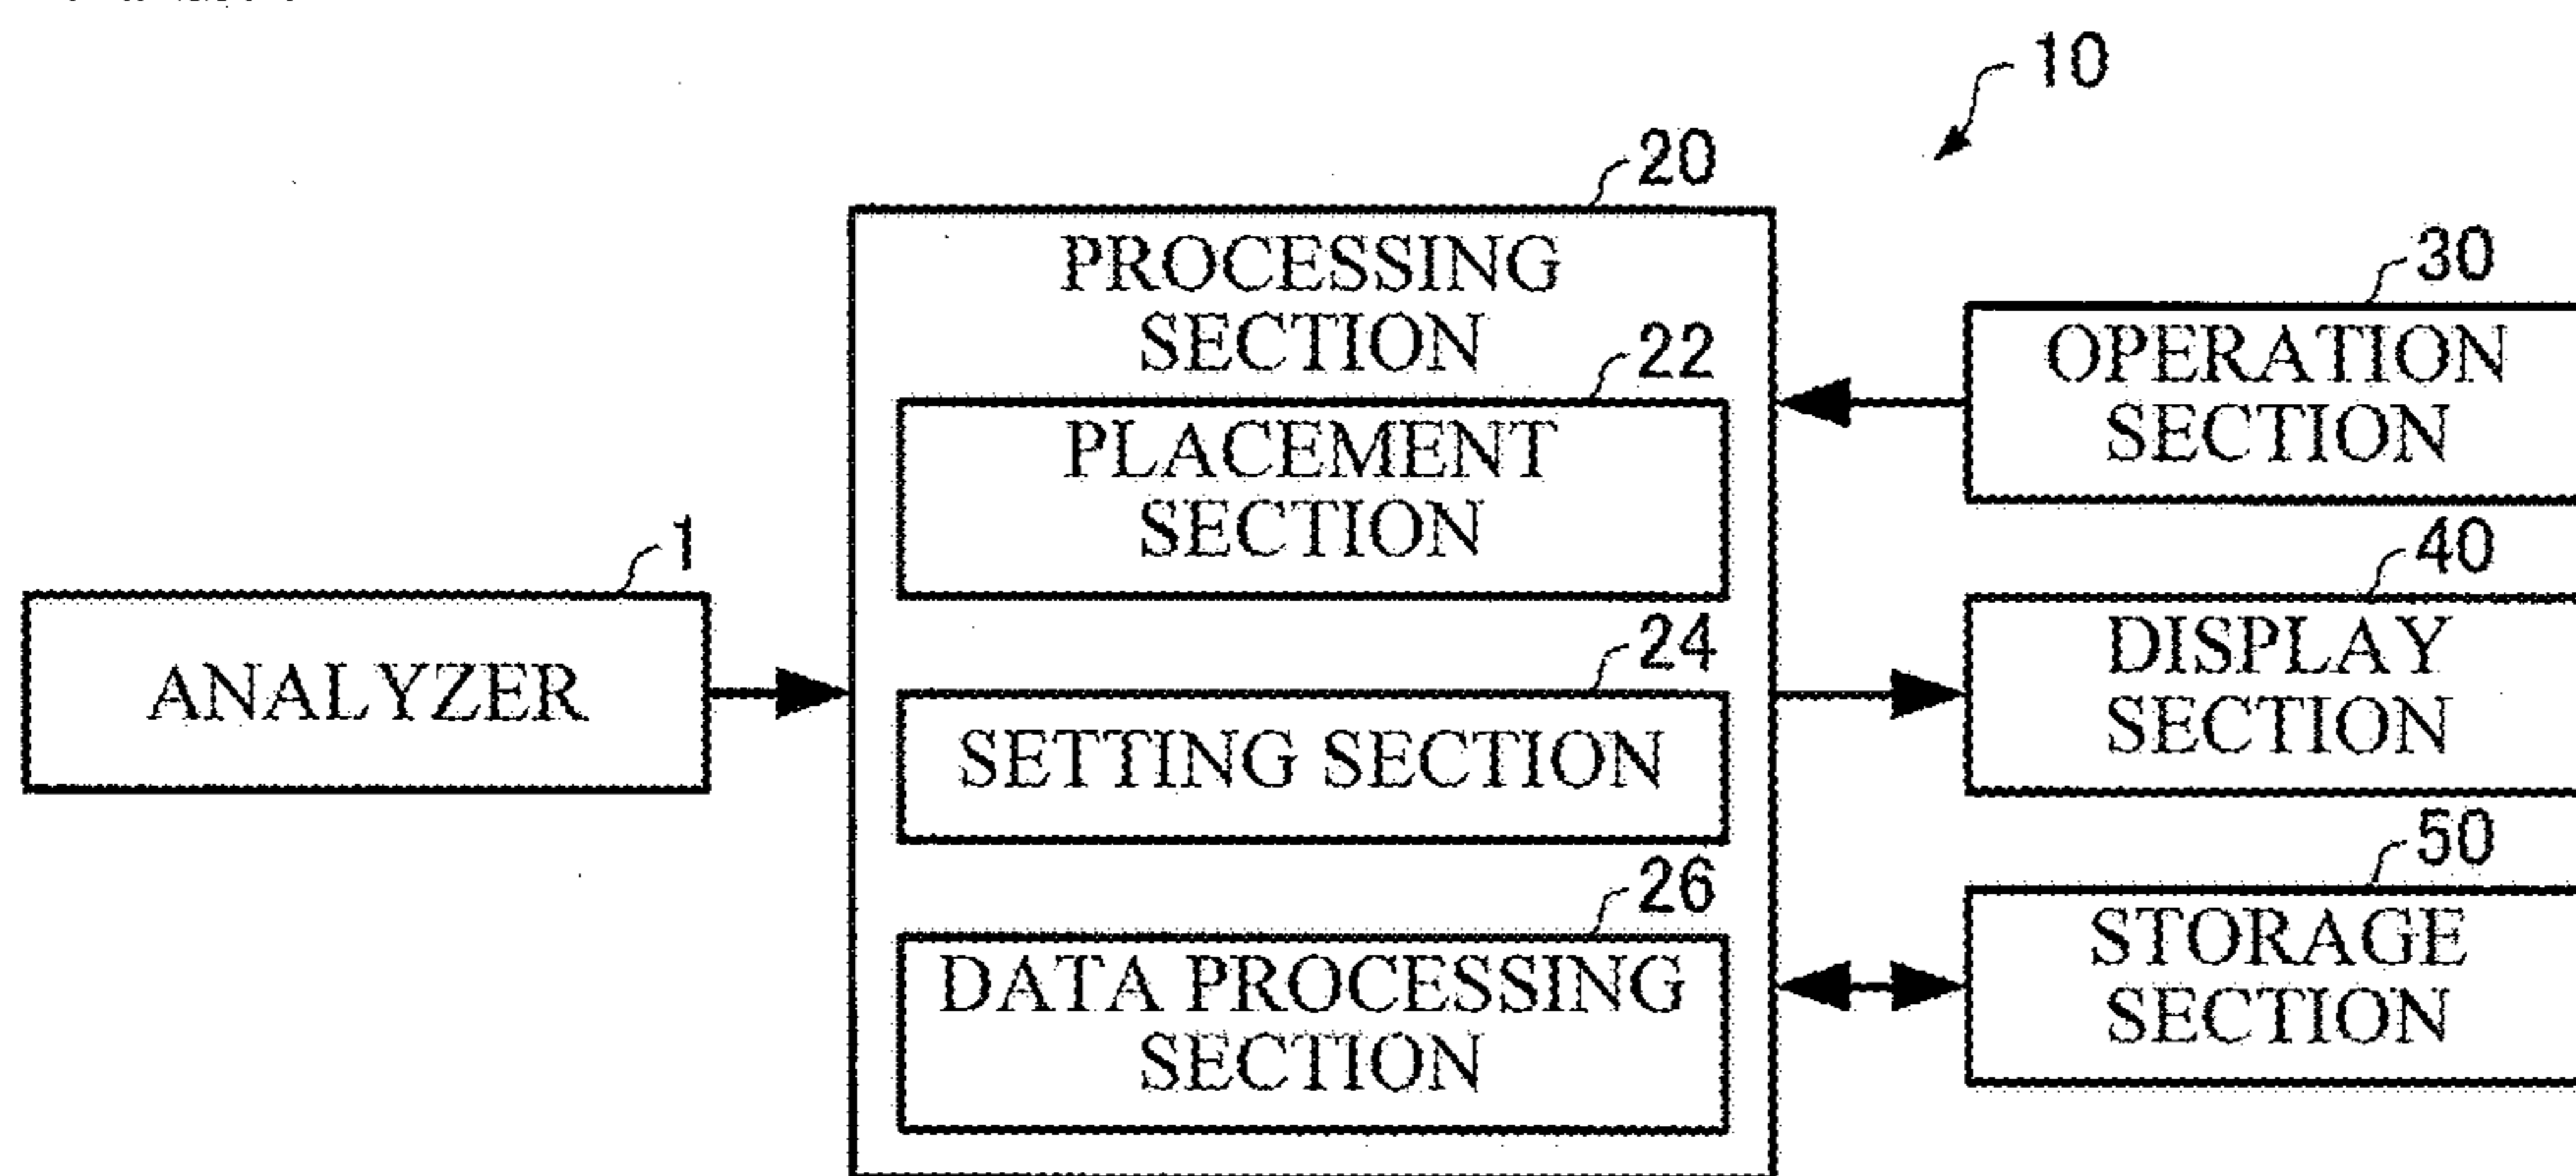 10
20
PROCESSING
SECTION
22
PLACEMENT
SECTION
24
SETTING SECTION
26
DATA PROCESSING
SECTION
1
ANALYZER
30
OPERATION
SECTION
40
DISPLAY
SECTION
50
STORAGE
SECTION